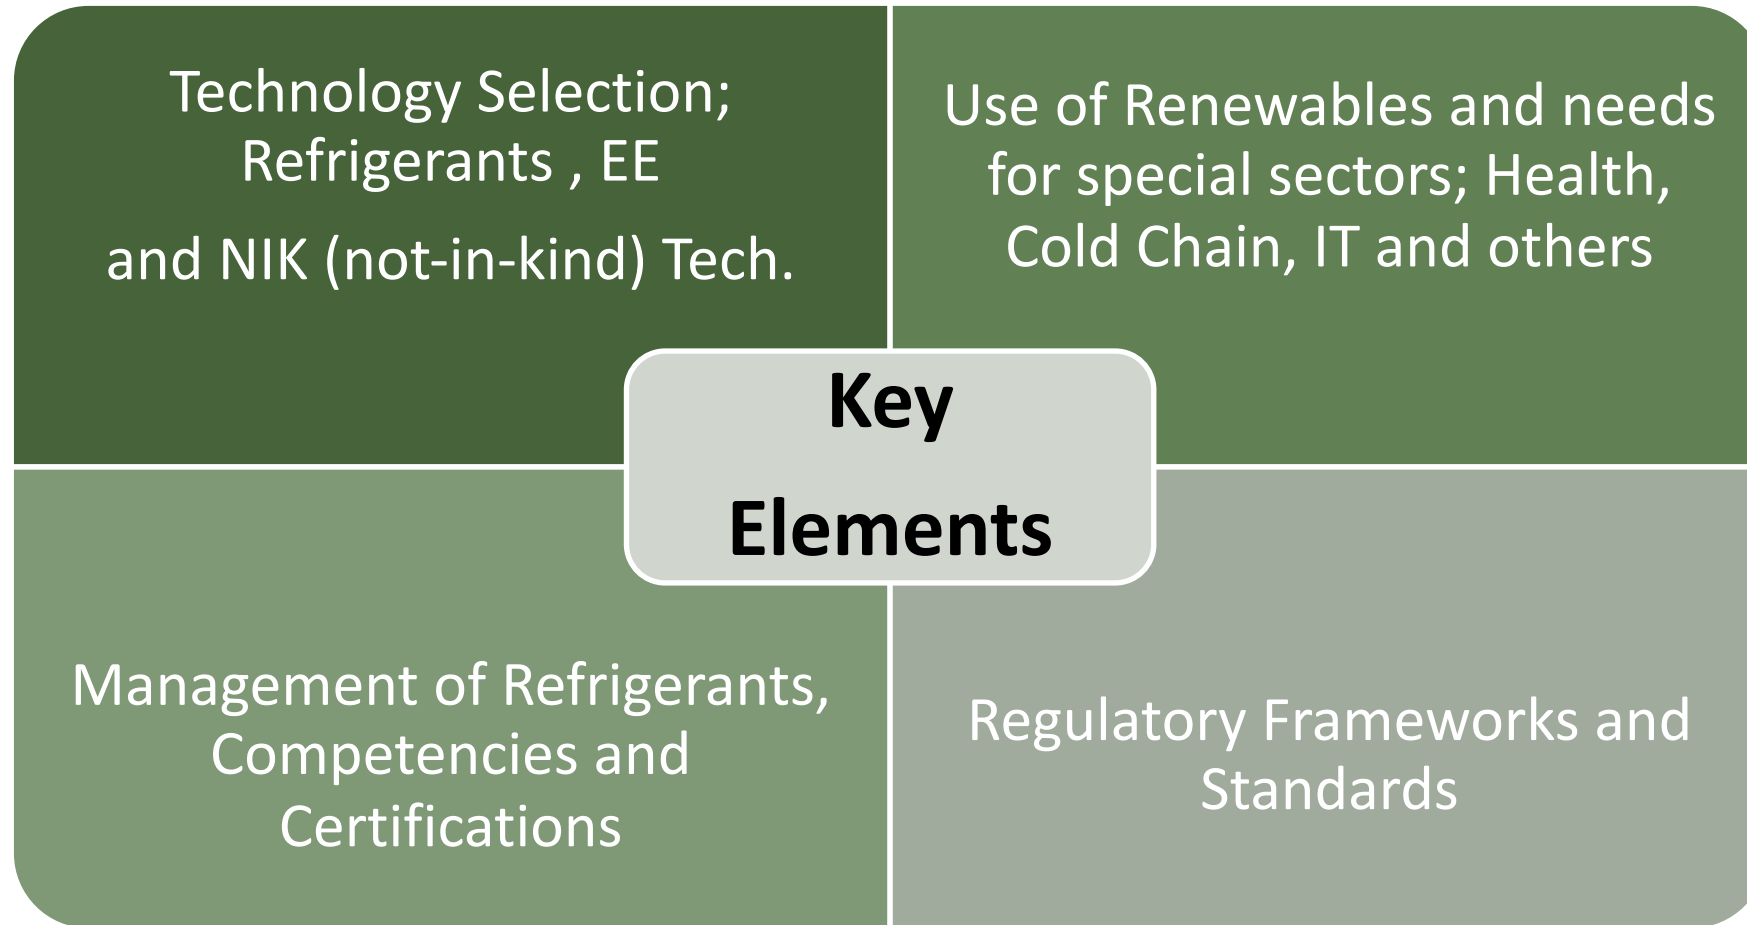 Technology Selection;
Refrigerants , EE
and NIK (not-in-kind) Tech.
Use of Renewables and needs
for special sectors; Health,
Cold Chain, IT and others
Key
Elements
Management of Refrigerants,
Competencies and
Certifications
Regulatory Frameworks and
Standards